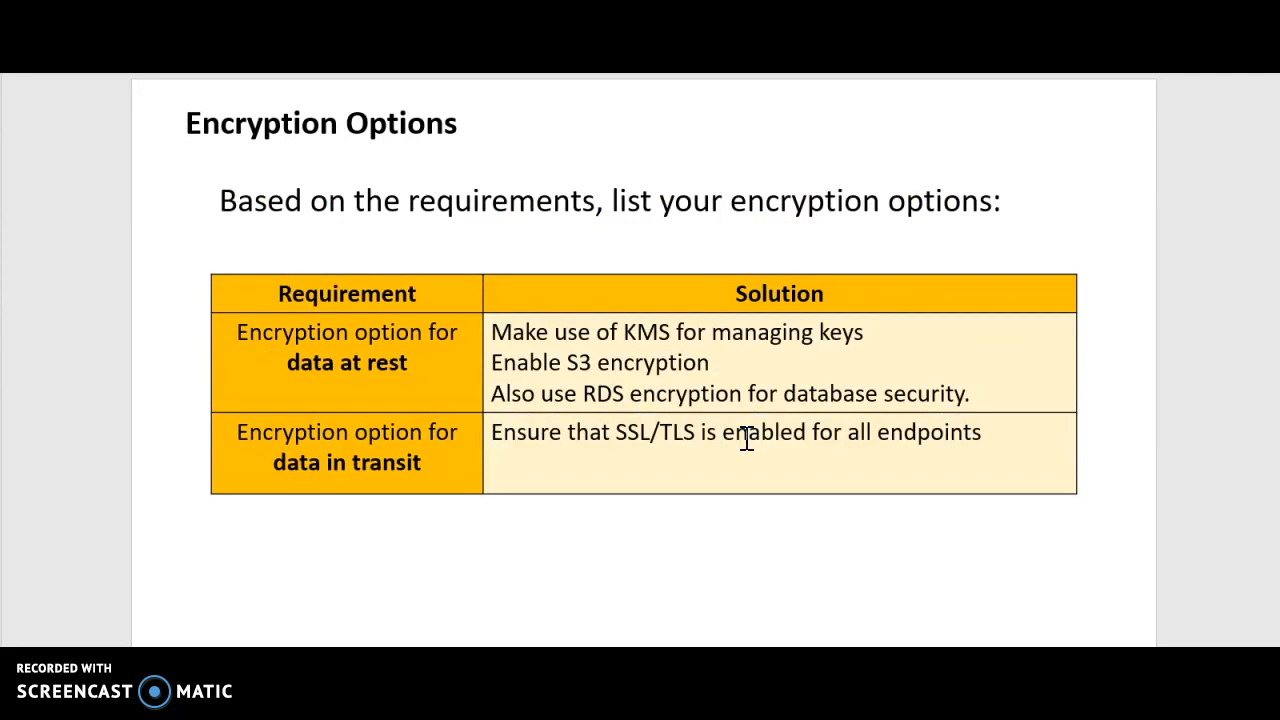 Encryption Options
Based on the requirements, list your encryption options:
Requirement
Solution
Encryption option for
data at rest
Make use of KMS for managing keys
Enable S3 encryption
Also use RDS encryption for database security.
Encryption option for
data in transit
Ensure that SSL/TLS is enabled for all endpoints
RECORDED WITH
SCREENCAST MATIC